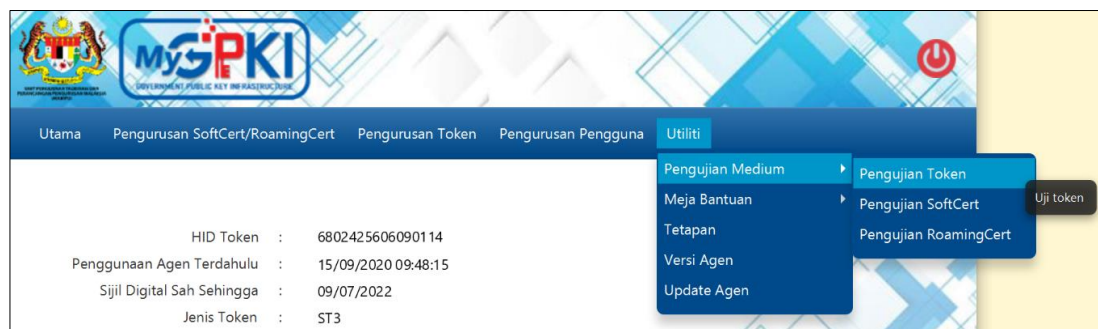 MyGPKI
GOVERNMENT PUBLIC KEY INFRASTRUCTURE
Utama Pengurusan SoftCert/RoamingCert Pengurusan Token Pengurusan Pengguna Utiliti
Pengujian Medium
Meja Bantuan
Tetapan
Versi Agen
Update Agen
Pengujian Token
Pengujian SoftCert
Pengujian RoamingCert
Uji token
HID Token : 6802425606090114
Penggunaan Agen Terdahulu : 15/09/2020 09:48:15
Sijil Digital Sah Sehingga : 09/07/2022
Jenis Token : ST3